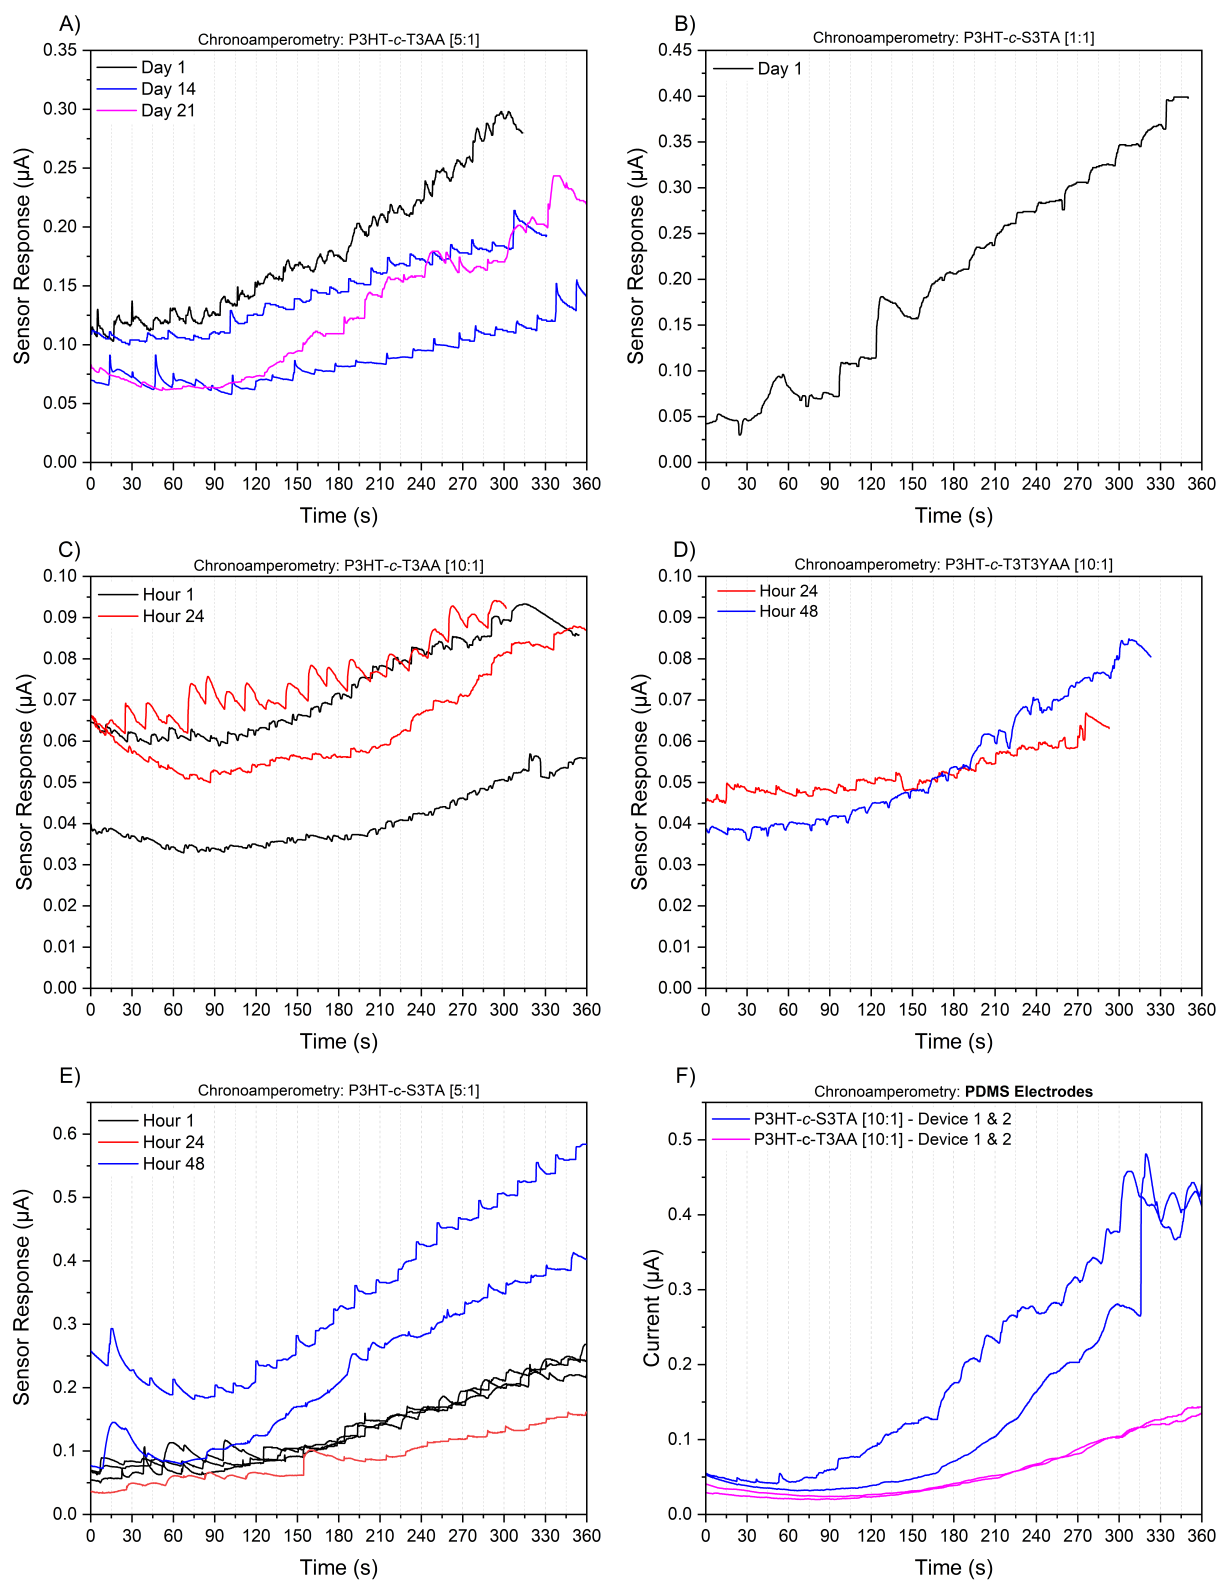 A)
Chronoamperometry: P3HT-c-T3AA [5:1]
Day 1
Day 14
Day 21
Sensor Response (µA)
0.35
0.30
0.25
0.20
0.15
0.10
0.05
0.00
0 30 60 90 120 150 180 210 240 270 300 330 360
Time (s)
B)
Chronoamperometry: P3HT-c-S3TA [1:1]
Day 1
Sensor Response (µA)
0.45
0.40
0.35
0.30
0.25
0.20
0.15
0.10
0.05
0.00
0 30 60 90 120 150 180 210 240 270 300 330 360
Time (s)
C)
Chronoamperometry: P3HT-c-T3AA [10:1]
Hour 1
Hour 24
Sensor Response (µA)
0.10
0.09
0.08
0.07
0.06
0.05
0.04
0.03
0.02
0.01
0.00
0 30 60 90 120 150 180 210 240 270 300 330 360
Time (s)
D)
Chronoamperometry: P3HT-c-T3T3YAA [10:1]
Hour 24
Hour 48
Sensor Response (µA)
0.10
0.09
0.08
0.07
0.06
0.05
0.04
0.03
0.02
0.01
0.00
0 30 60 90 120 150 180 210 240 270 300 330 360
Time (s)
E)
Chronoamperometry: P3HT-c-S3TA [5:1]
Hour 1
Hour 24
Hour 48
Sensor Response (µA)
0.6
0.5
0.4
0.3
0.2
0.1
0.0
0 30 60 90 120 150 180 210 240 270 300 330 360
Time (s)
F)
Chronoamperometry: PDMS Electrodes
P3HT-c-S3TA [10:1] - Device 1 & 2
P3HT-c-T3AA [10:1] - Device 1 & 2
Current (µA)
0.5
0.4
0.3
0.2
0.1
0.0
0 30 60 90 120 150 180 210 240 270 300 330 360
Time (s)